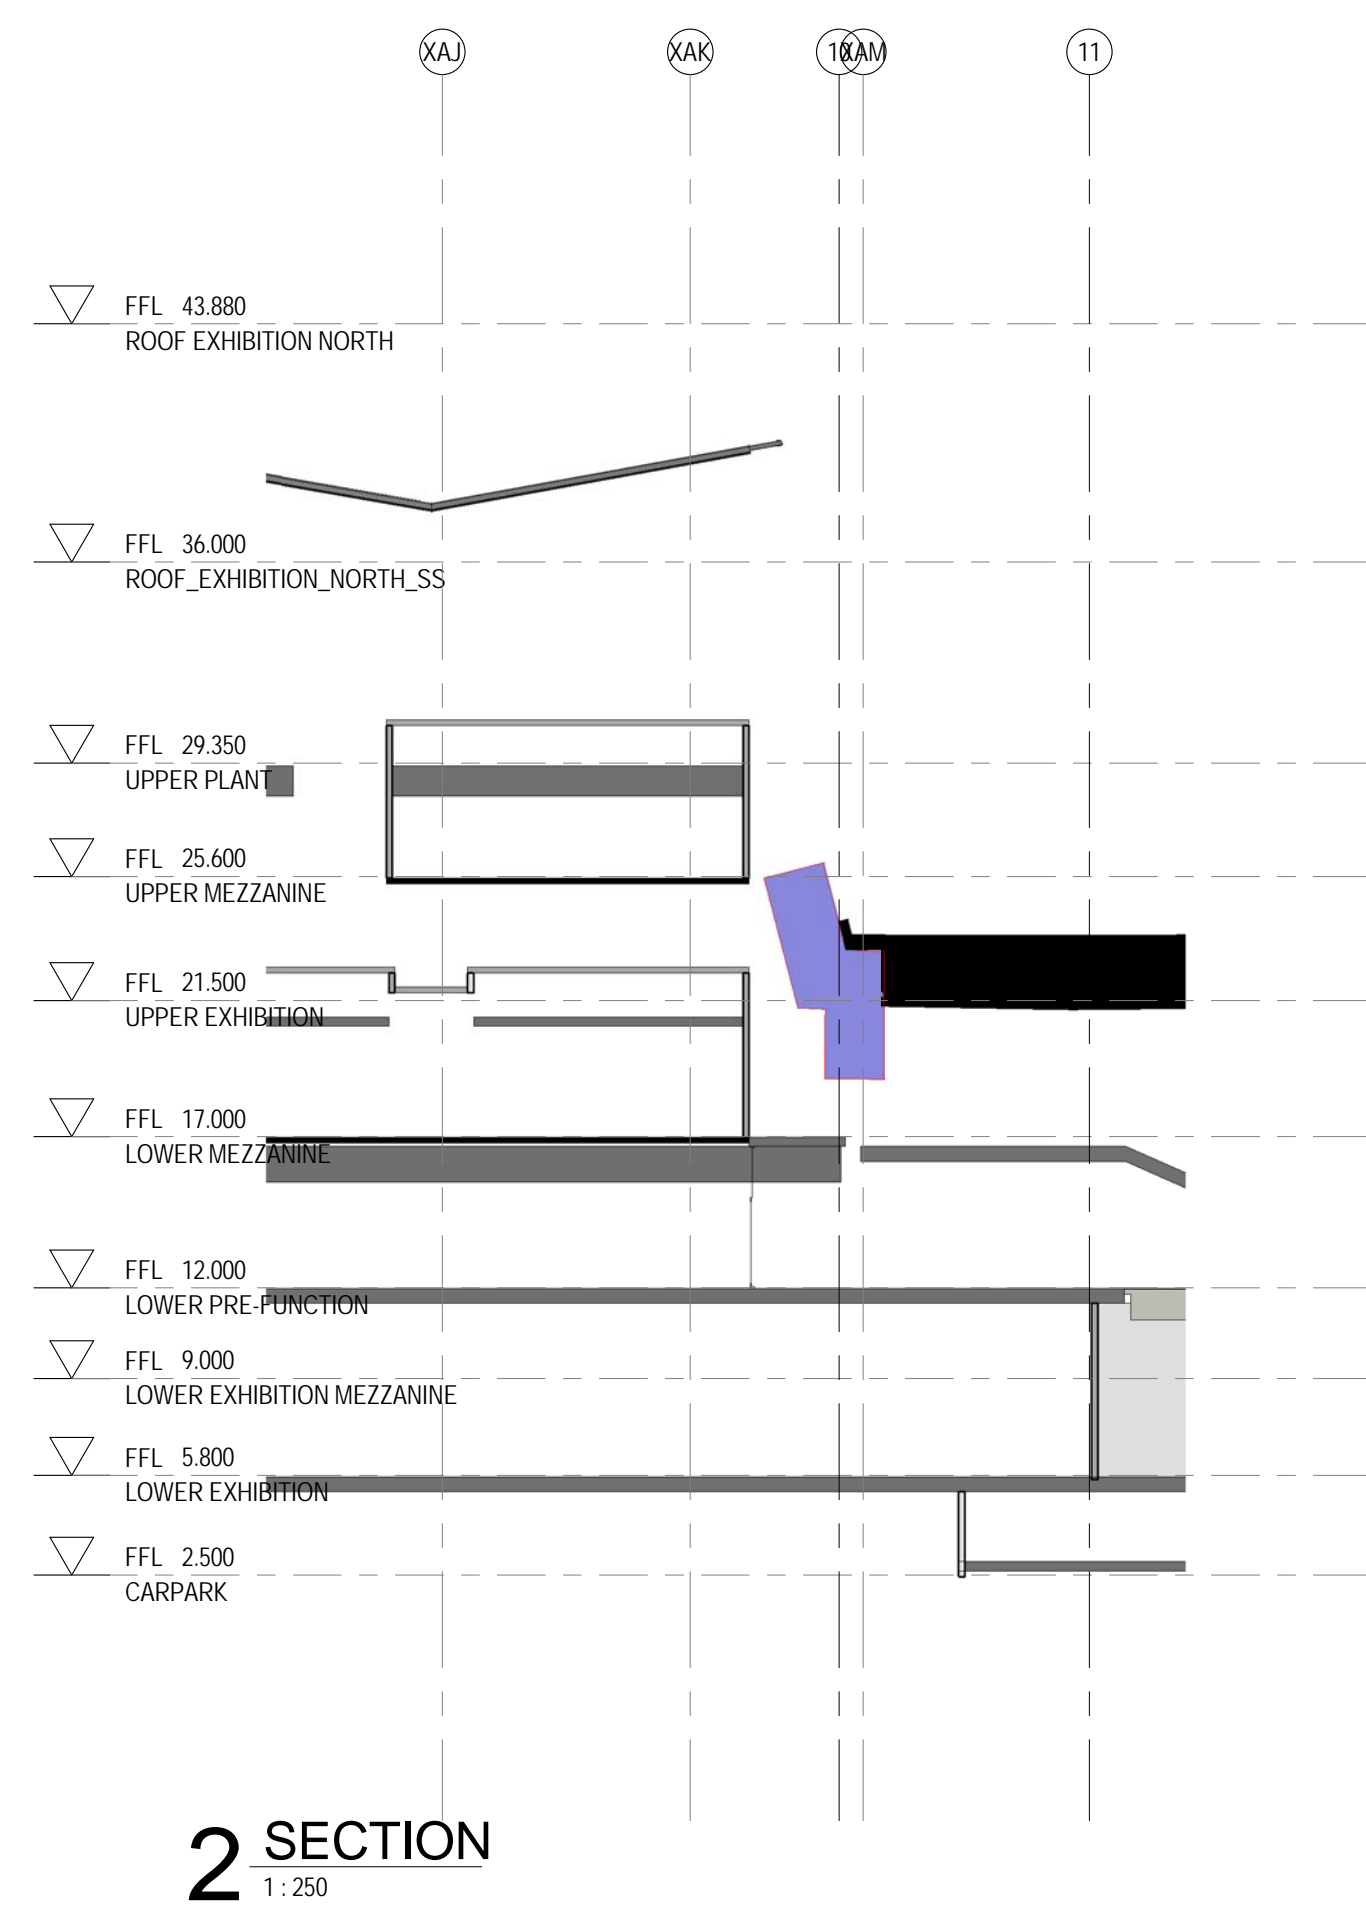 XAJ
XAK
10
XAM
11
FFL 43.880
ROOF EXHIBITION NORTH
FFL 36.000
ROOF_EXHIBITION_NORTH_SS
FFL 29.350
UPPER PLANT
FFL 25.600
UPPER MEZZANINE
FFL 21.500
UPPER EXHIBITION
FFL 17.000
LOWER MEZZANINE
FFL 12.000
LOWER PRE-FUNCTION
FFL 9.000
LOWER EXHIBITION MEZZANINE
FFL 5.800
LOWER EXHIBITION
FFL 2.500
CARPARK
2 SECTION
1 : 250